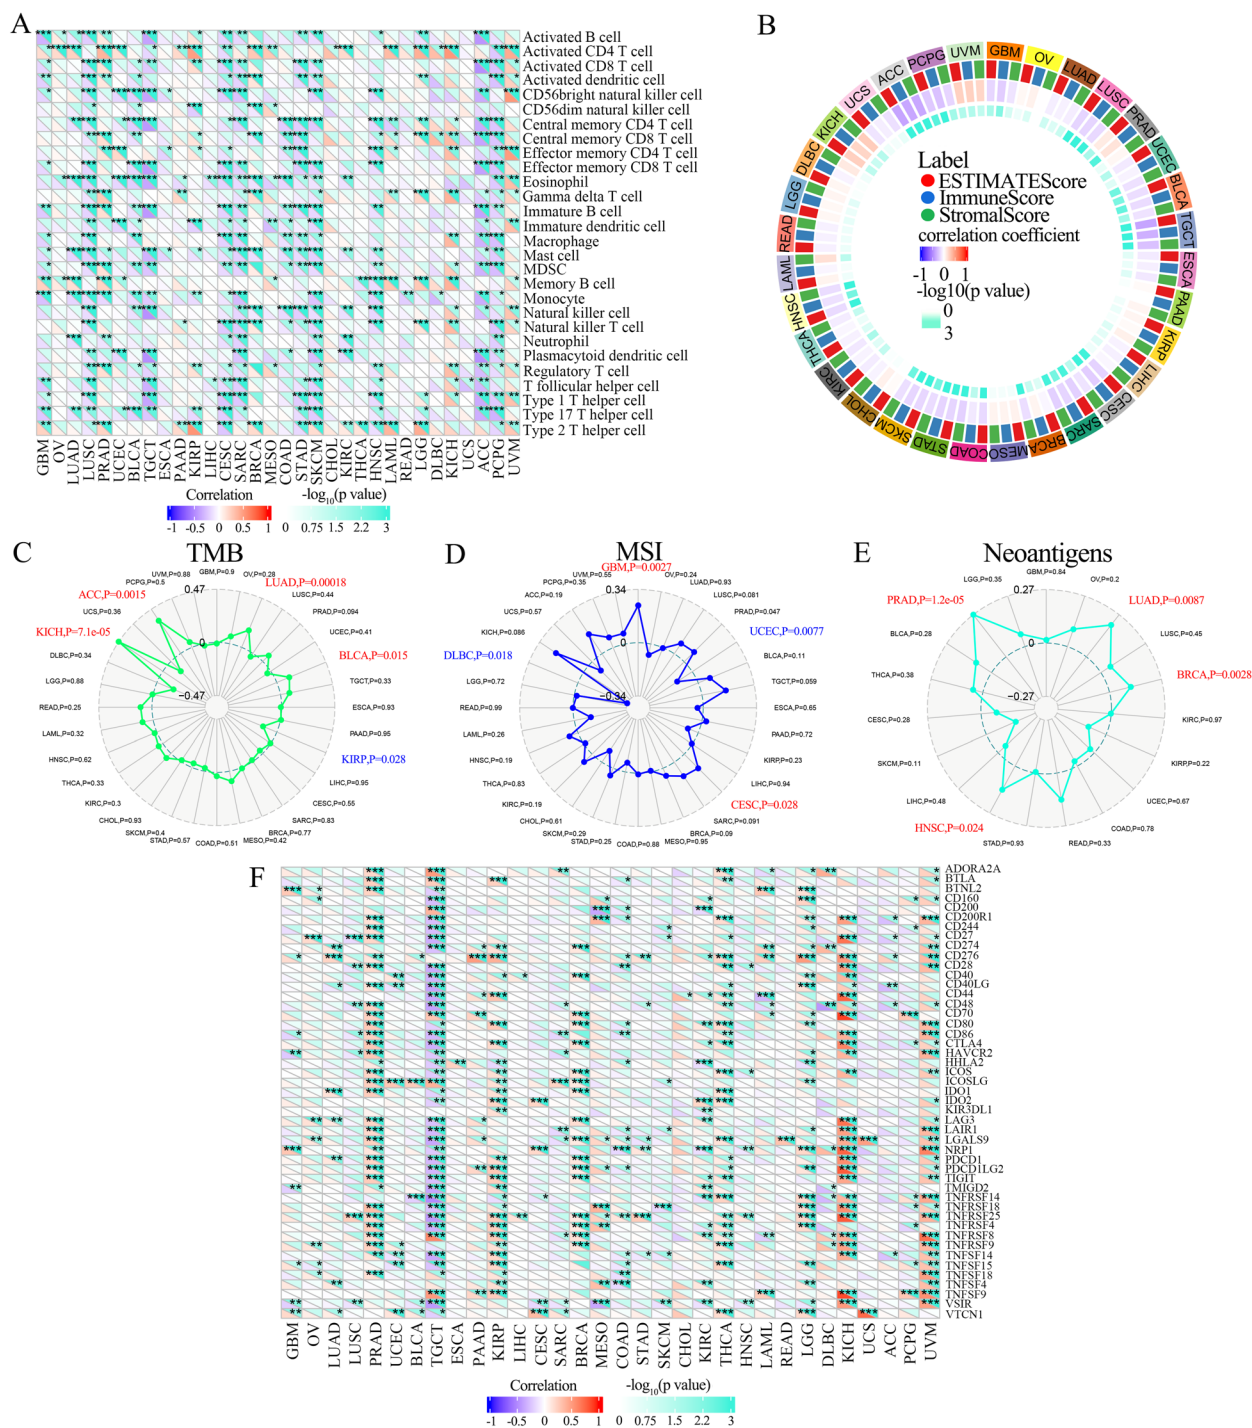 A
Activated B cell
Activated CD4 T cell
Activated CD8 T cell
Activated dendritic cell
CD56bright natural killer cell
CD56dim natural killer cell
Central memory CD4 T cell
Central memory CD8 T cell
Effector memory CD4 T cell
Effector memory CD8 T cell
Eosinophil
Gamma delta T cell
Immature B cell
Immature dendritic cell
Macrophage
Mast cell
MDSC
Memory B cell
Monocyte
Natural killer cell
Natural killer T cell
Neutrophil
Plasmacytoid dendritic cell
Regulatory T cell
T follicular helper cell
Type 1 T helper cell
Type 17 T helper cell
Type 2 T helper cell
GBM OV LUAD LUSC PRAD UCEC BLCA TGCT ESCA PAAD KIRP LIHC CESC SARC BRCA MESO COAD STAD SKCM CHOL KIRC THCA HNSC LAML READ LGG DLBC KICH UCS ACC PCPG UVM
Correlation
-1 -0.5 0 0.5 1
-log10(p value)
0 0.75 1.5 2.2 3
B
GBM OV LUAD LUSC PRAD UCEC BLCA TGCT ESCA PAAD KIRP LIHC CESC SARC BRCA MESO COAD STAD SKCM CHOL KIRC THCA HNSC LAML READ LGG DLBC KICH UCS ACC PCPG UVM
Label
ESTIMATEScore
ImmuneScore
StromalScore
correlation coefficient
-1 0 1
-log10(p value)
3
C
TMB
GBM,P=0.9
OV,P=0.28
LUAD,P=0.00018
LUSC,P=0.44
PRAD,P=0.094
UCEC,P=0.41
BLCA,P=0.015
TGCT,P=0.33
ESCA,P=0.93
PAAD,P=0.95
KIRP,P=0.028
LIHC,P=0.95
CESC,P=0.55
SARC,P=0.83
BRCA,P=0.77
MESO,P=0.42
COAD,P=0.51
STAD,P=0.57
SKCM,P=0.4
CHOL,P=0.93
KIRC,P=0.3
THCA,P=0.33
HNSC,P=0.62
LAML,P=0.32
READ,P=0.25
LGG,P=0.88
DLBC,P=0.34
KICH,P=7.1e-05
UCS,P=0.36
ACC,P=0.0015
PCPG,P=0.5
UVM,P=0.88
0.47
0
−0.47
D
MSI
GBM,P=0.0027
OV,P=0.24
LUAD,P=0.93
LUSC,P=0.081
PRAD,P=0.047
UCEC,P=0.0077
BLCA,P=0.11
TGCT,P=0.059
ESCA,P=0.65
PAAD,P=0.72
KIRP,P=0.23
LIHC,P=0.94
CESC,P=0.028
SARC,P=0.091
BRCA,P=0.09
MESO,P=0.95
COAD,P=0.88
STAD,P=0.25
SKCM,P=0.29
CHOL,P=0.61
KIRC,P=0.19
THCA,P=0.83
HNSC,P=0.19
LAML,P=0.26
READ,P=0.99
LGG,P=0.72
DLBC,P=0.018
KICH,P=0.086
UCS,P=0.57
ACC,P=0.19
PCPG,P=0.35
UVM,P=0.55
0.34
0
−0.34
E
Neoantigens
GBM,P=0.84
OV,P=0.2
LUAD,P=0.0087
LUSC,P=0.45
BRCA,P=0.0028
KIRC,P=0.97
KIRP,P=0.22
UCEC,P=0.67
COAD,P=0.78
READ,P=0.33
STAD,P=0.93
HNSC,P=0.024
LIHC,P=0.48
SKCM,P=0.11
CESC,P=0.28
THCA,P=0.38
BLCA,P=0.28
PRAD,P=1.2e-05
LGG,P=0.35
0.27
0
−0.27
F
ADORA2A
BTLA
BTNL2
CD160
CD200
CD200R1
CD244
CD27
CD274
CD276
CD28
CD40
CD40LG
CD44
CD48
CD70
CD80
CD86
CTLA4
HAVCR2
HHLA2
ICOS
ICOSLG
IDO1
IDO2
KIR3DL1
LAG3
LAIR1
LGALS9
NRP1
PDCD1
PDCD1LG2
TIGIT
TMIGD2
TNFRSF14
TNFRSF18
TNFRSF25
TNFRSF4
TNFRSF8
TNFRSF9
TNFSF14
TNFSF15
TNFSF18
TNFSF4
TNFSF9
VSIR
VTCN1
GBM OV LUAD LUSC PRAD UCEC BLCA TGCT ESCA PAAD KIRP LIHC CESC SARC BRCA MESO COAD STAD SKCM CHOL KIRC THCA HNSC LAML READ LGG DLBC KICH UCS ACC PCPG UVM
Correlation
-1 -0.5 0 0.5 1
-log10(p value)
0 0.75 1.5 2.2 3